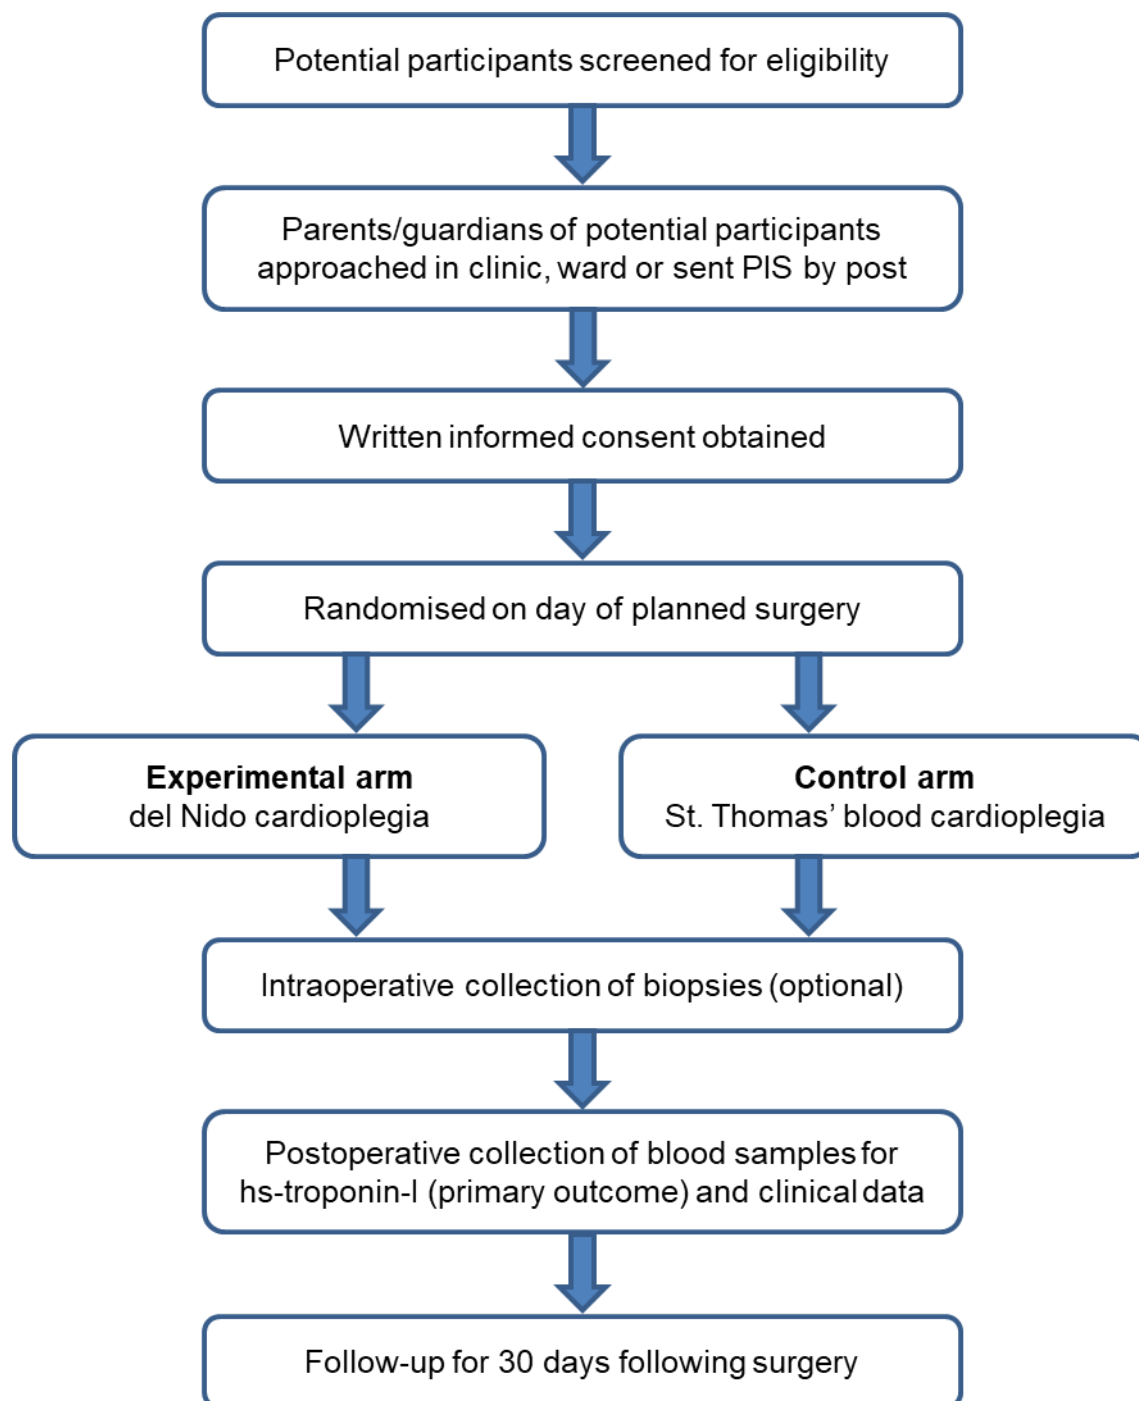 Potential participants screened for eligibility
Parents/guardians of potential participants
approached in clinic, ward or sent PIS by post
Written informed consent obtained
Randomised on day of planned surgery
Experimental arm
del Nido cardioplegia
Control arm
St. Thomas’ blood cardioplegia
Intraoperative collection of biopsies (optional)
Postoperative collection of blood samples for
hs-troponin-I (primary outcome) and clinical data
Follow-up for 30 days following surgery